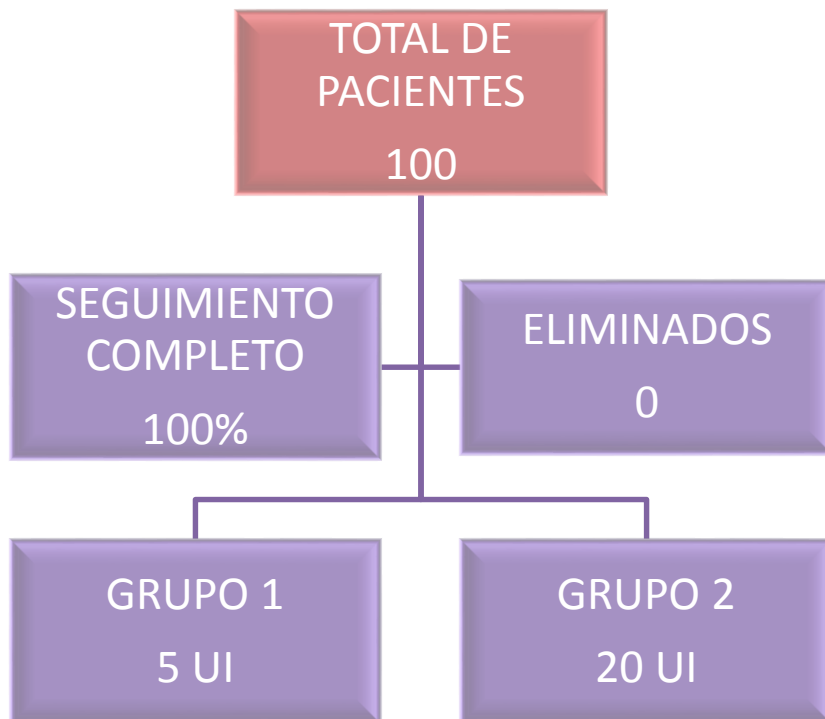 TOTAL DE
PACIENTES
100
SEGUIMIENTO
COMPLETO
100%
ELIMINADOS
0
GRUPO 1
5 UI
GRUPO 2
20 UI